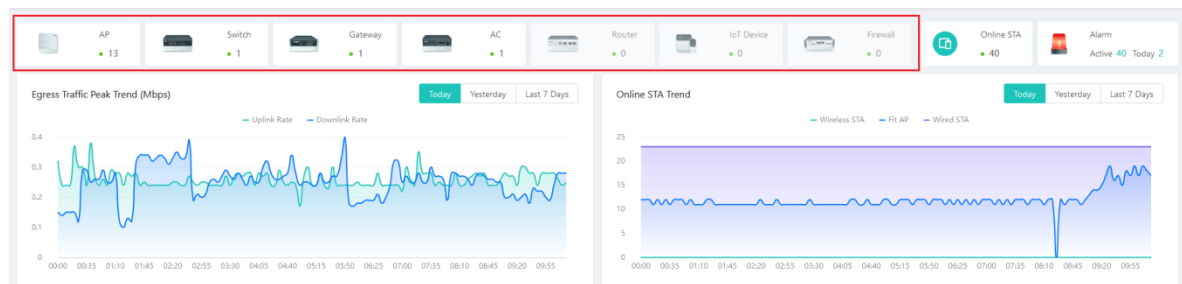 AP Switch Gateway AC Router IoT Device Firewall Online STA Alarm
13 1 1 1 0 0 0 40 Active 40 Today 2
Egress Traffic Peak Trend (Mbps) Today Yesterday Last 7 Days
Uplink Rate Downlink Rate
0.4
0.3
0.2
0.1
0
00:00 00:35 01:10 01:45 02:20 02:55 03:30 04:05 04:40 05:15 05:50 06:25 07:00 07:35 08:10 08:45 09:20 09:55
Online STA Trend Today Yesterday Last 7 Days
Wireless STA Fit AP Wired STA
25
20
15
10
5
0
00:00 00:35 01:10 01:45 02:20 02:55 03:30 04:05 04:40 05:15 05:50 06:25 07:00 07:35 08:10 08:45 09:20 09:55